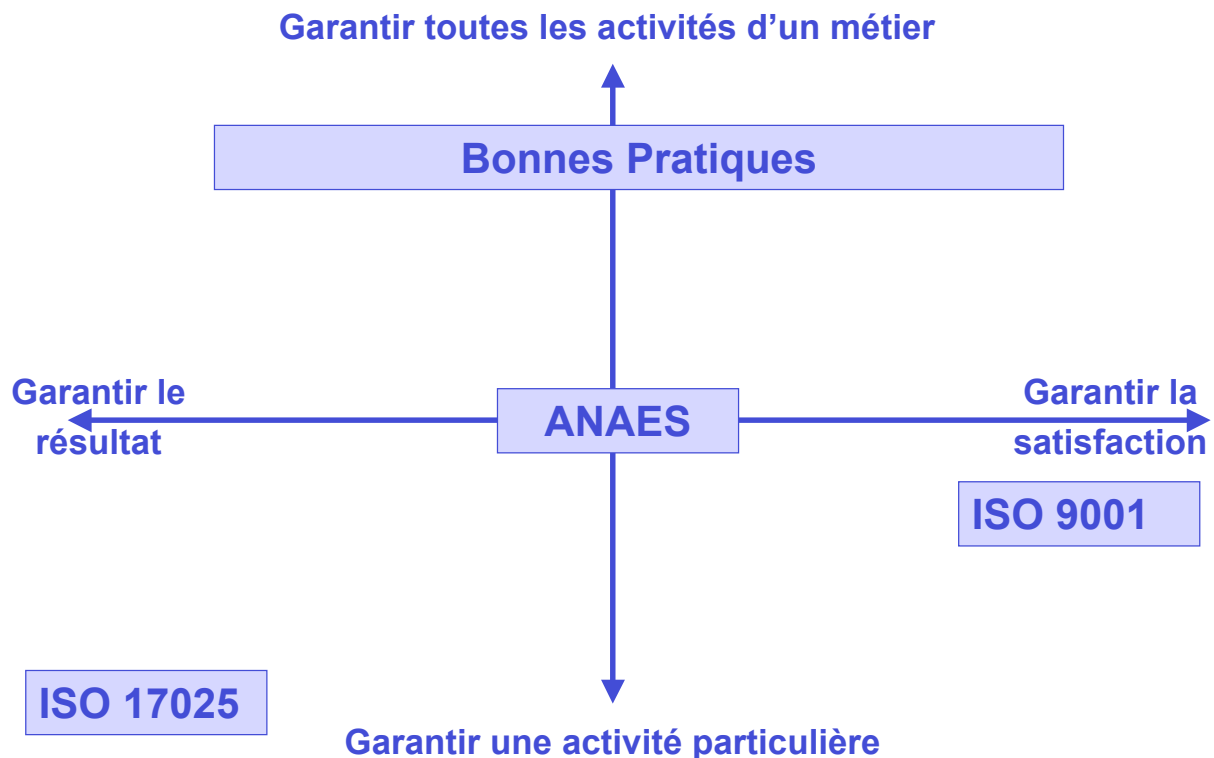 Garantir toutes les activités d’un métier
Bonnes Pratiques
Garantir le
résultat
ANAES
Garantir la
satisfaction
ISO 9001
ISO 17025
Garantir une activité particulière